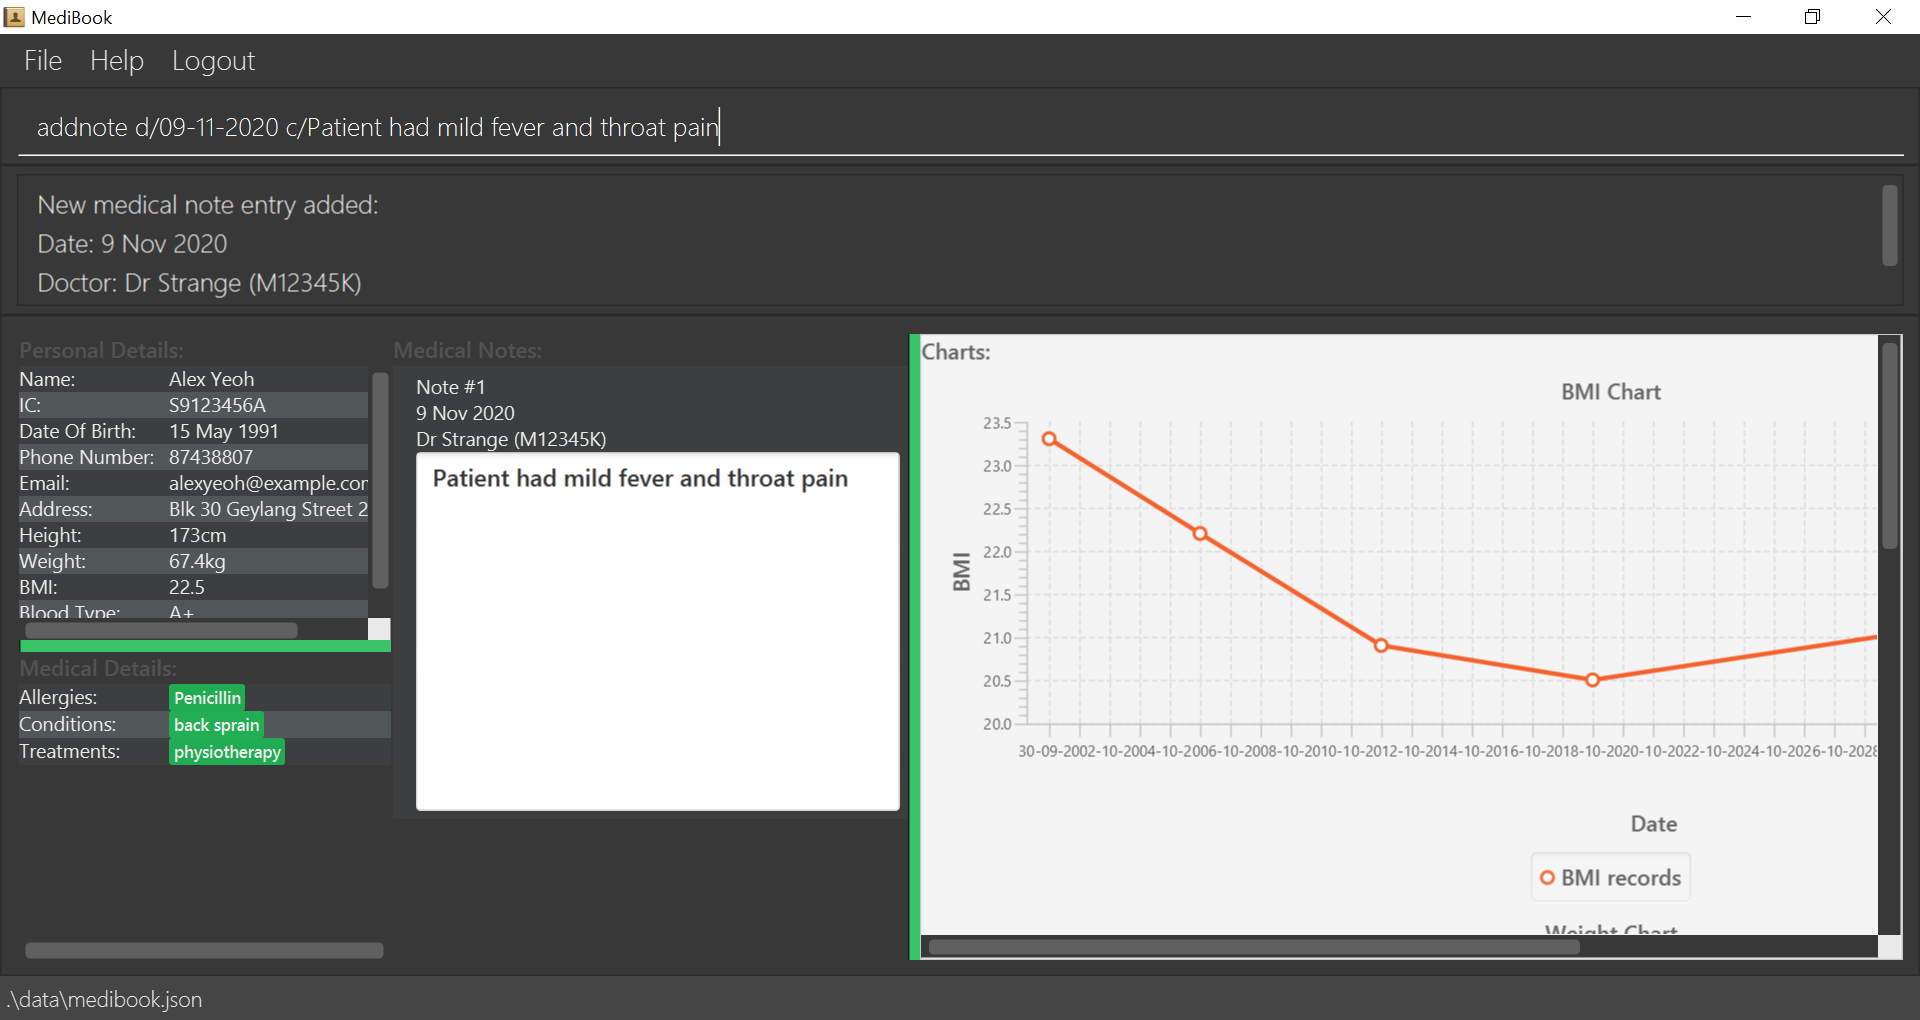 MediBook
File Help Logout
addnote d/09-11-2020 c/Patient had mild fever and throat pain
New medical note entry added:
Date: 9 Nov 2020
Doctor: Dr Strange (M12345K)
Personal Details:
Name: Alex Yeoh
IC: S9123456A
Date Of Birth: 15 May 1991
Phone Number: 87438807
Email: alexyeoh@example.con
Address: Blk 30 Geylang Street 2
Height: 173cm
Weight: 67.4kg
BMI: 22.5
Blood Type: A+
Medical Details:
Allergies: Penicillin
Conditions: back sprain
Treatments: physiotherapy
Medical Notes:
Note #1
9 Nov 2020
Dr Strange (M12345K)
Patient had mild fever and throat pain
Charts:
BMI Chart
BMI
23.5
23.0
22.5
22.0
21.5
21.0
20.5
20.0
30-09-2002-10-2004-10-2006-10-2008-10-2010-10-2012-10-2014-10-2016-10-2018-10-2020-10-2022-10-2024-10-2026-10-2028
Date
BMI records
Weight Chart
.\data\medibook.json